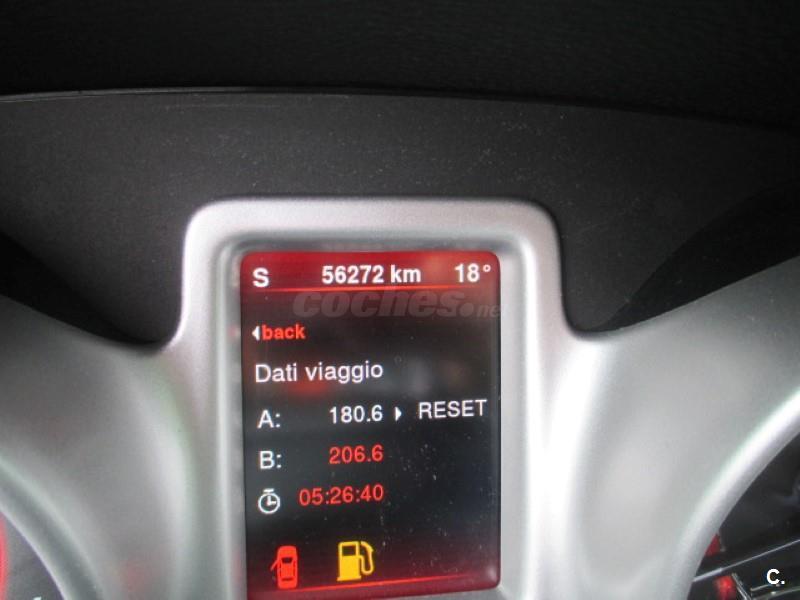 S 56272 km 18°
coches.net
back
Dati viaggio
A: 180.6 RESET
B: 206.6
05:26:40
C.